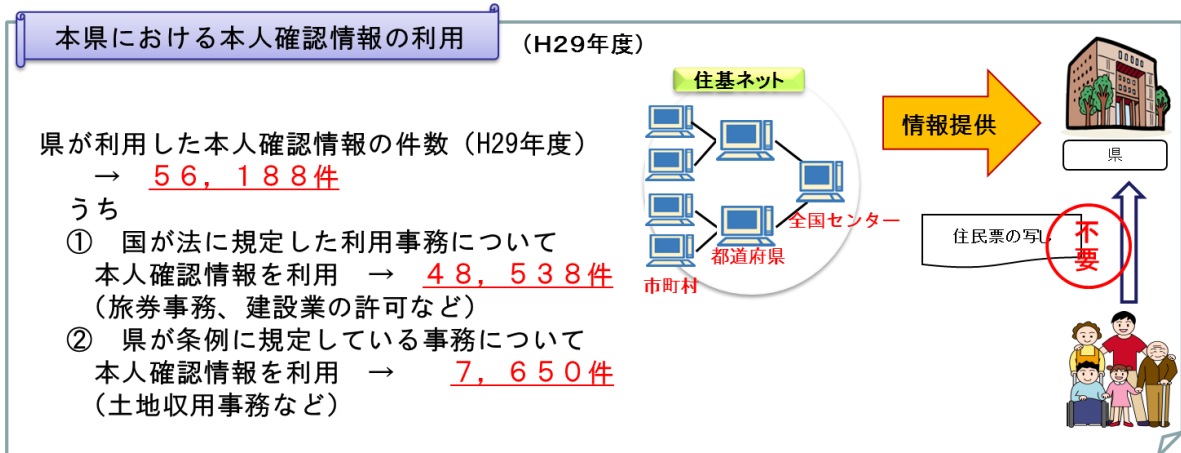 本県における本人確認情報の利用
（H29年度）
県が利用した本人確認情報の件数（H29年度）
→ ５６，１８８件
うち
① 国が法に規定した利用事務について
本人確認情報を利用 → ４８，５３８件
（旅券事務、建設業の許可など）
② 県が条例に規定している事務について
本人確認情報を利用 → ７，６５０件
（土地収用事務など）
住基ネット
全国センター
都道府県
市町村
情報提供
県
住民票の写し
不要